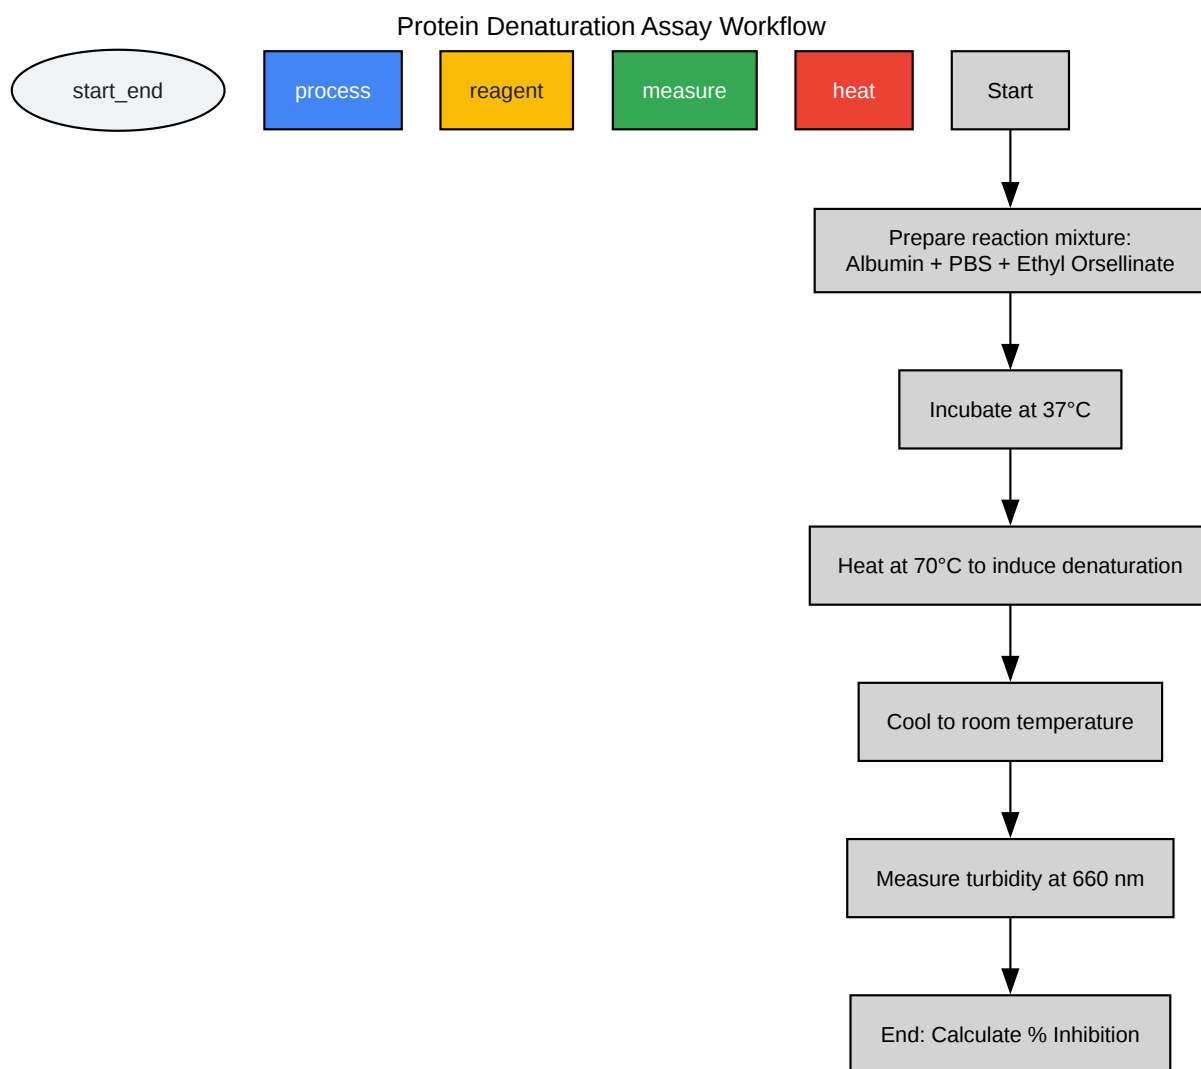 Protein Denaturation Assay Workflow
start_end
process
reagent
measure
heat
Start
Prepare reaction mixture:
Albumin + PBS + Ethyl Orsellinate
Incubate at 37°C
Heat at 70°C to induce denaturation
Cool to room temperature
Measure turbidity at 660 nm
End: Calculate % Inhibition